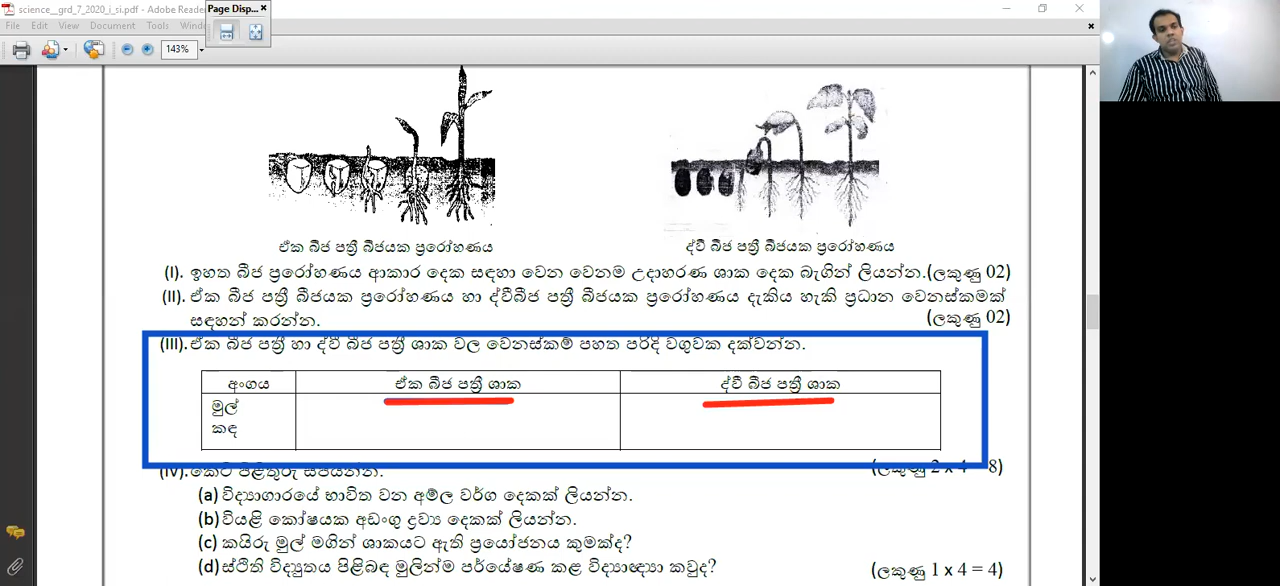 science__grd_7_2020_i_si.pdf - Adobe Reader
Page Disp...
File Edit View Document Tools Window
143%
ඒක බීජ පත්‍රී බීජයක ප්‍රරෝහණය
ද්වී බීජ පත්‍රී බීජයක ප්‍රරෝහණය
(I). ඉහත බීජ ප්‍රරෝහණය ආකාර දෙක සඳහා වෙන වෙනම උදාහරණ ශාක දෙක බැගින් ලියන්න.(ලකුණු 02)
(II). ඒක බීජ පත්‍රී බීජයක ප්‍රරෝහණය හා ද්වීබීජ පත්‍රී බීජයක ප්‍රරෝහණය දැකිය හැකි ප්‍රධාන වෙනස්කමක්
සඳහන් කරන්න. (ලකුණු 02)
(III). ඒක බීජ පත්‍රී හා ද්වී බීජ පත්‍රී ශාක වල වෙනස්කම් පහත පරිදි වගුවක දක්වන්න.
අංගය ඒක බීජ පත්‍රී ශාක ද්වී බීජ පත්‍රී ශාක
මුල්
කඳ
(IV). කෙටි පිළිතුරු සපයන්න. (ලකුණු 2 x 4 = 8)
(a) විද්‍යාගාරයේ භාවිත වන අම්ල වර්ග දෙකක් ලියන්න.
(b) වියළි කෝෂයක අඩංගු ද්‍රව්‍ය දෙකක් ලියන්න.
(c) කයිරු මුල් මගින් ශාකයට ඇති ප්‍රයෝජනය කුමක්ද?
(d) ස්ථිති විද්‍යුතය පිළිබඳ මුලින්ම පර්යේෂණ කළ විද්‍යාඥයා කවුද? (ලකුණු 1 x 4 = 4)